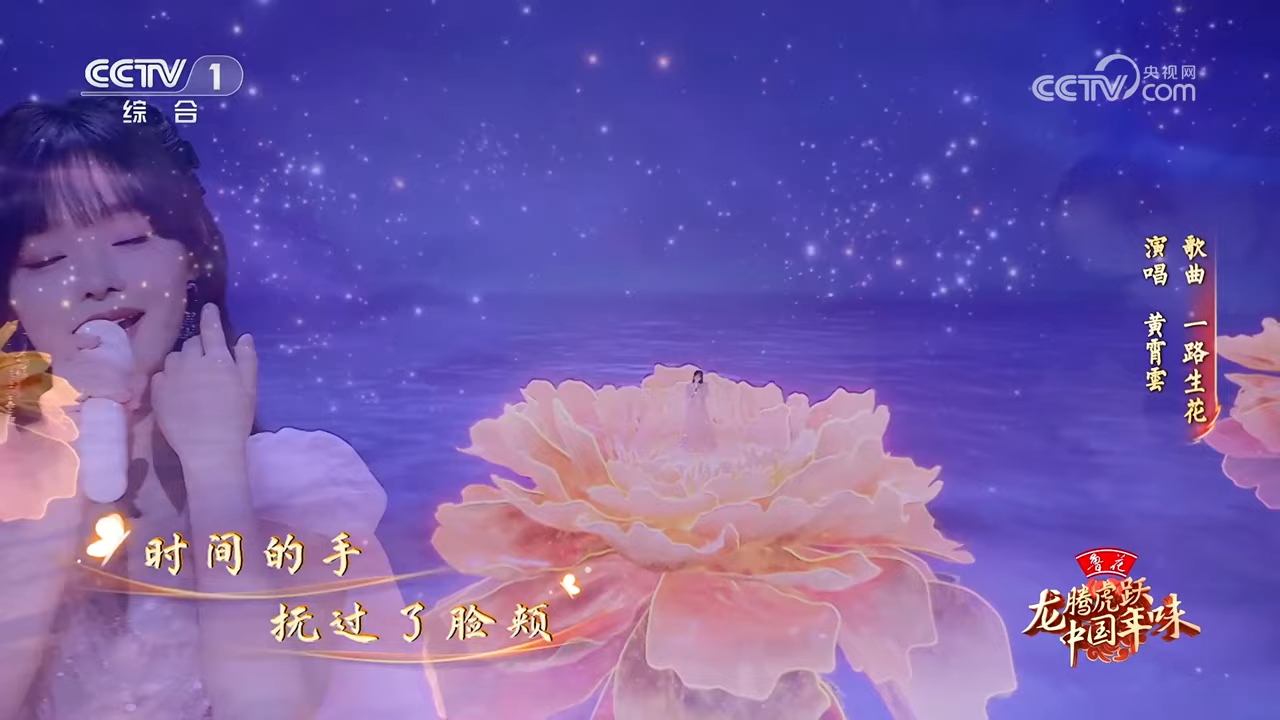 CCTV 1
综合
央视网
CCTV.com
歌曲 一路生花
演唱 黄霄雲
时间的手
抚过了脸颊
鲁花
龙腾虎跃
中国年味